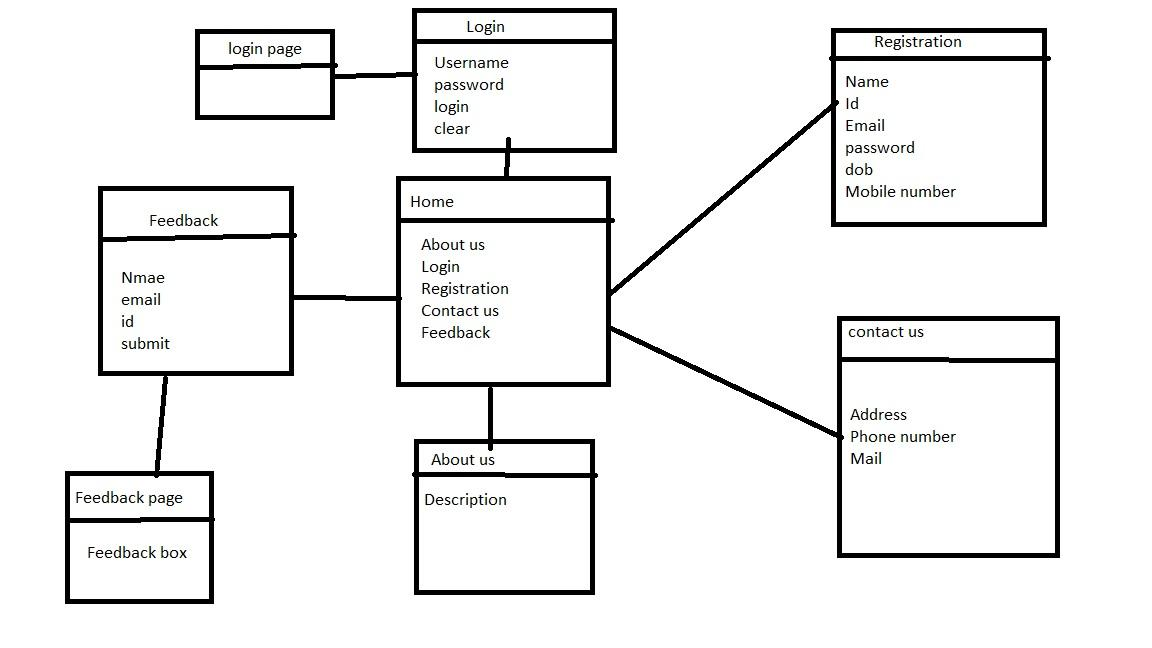 login page
Login
Username
password
login
clear
Registration
Name
Id
Email
password
dob
Mobile number
Feedback
Nmae
email
id
submit
Home
About us
Login
Registration
Contact us
Feedback
contact us
Address
Phone number
Mail
Feedback page
Feedback box
About us
Description